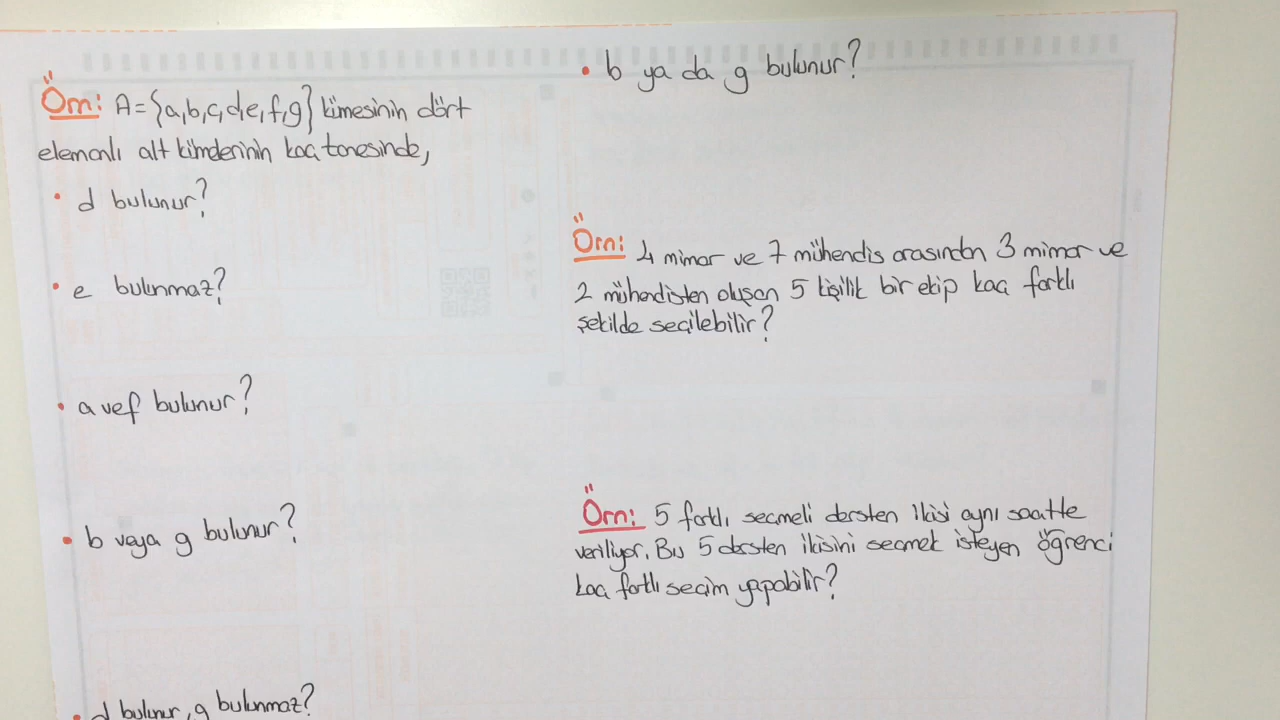 Örn: A={a,b,c,d,e,f,g} kümesinin dört
elemanlı alt kümelerinin kaç tanesinde,
• d bulunur?
• e bulunmaz?
• a ve f bulunur?
• b veya g bulunur?
• d bulunur, g bulunmaz?
• b ya da g bulunur?
Örn: 4 mimar ve 7 mühendis arasından 3 mimar ve
2 mühendisten oluşan 5 kişilik bir ekip kaç farklı
şekilde seçilebilir?
Örn: 5 farklı seçmeli dersten ikisi aynı saatte
veriliyor. Bu 5 dersten ikisini seçmek isteyen öğrenci
kaç farklı seçim yapabilir?